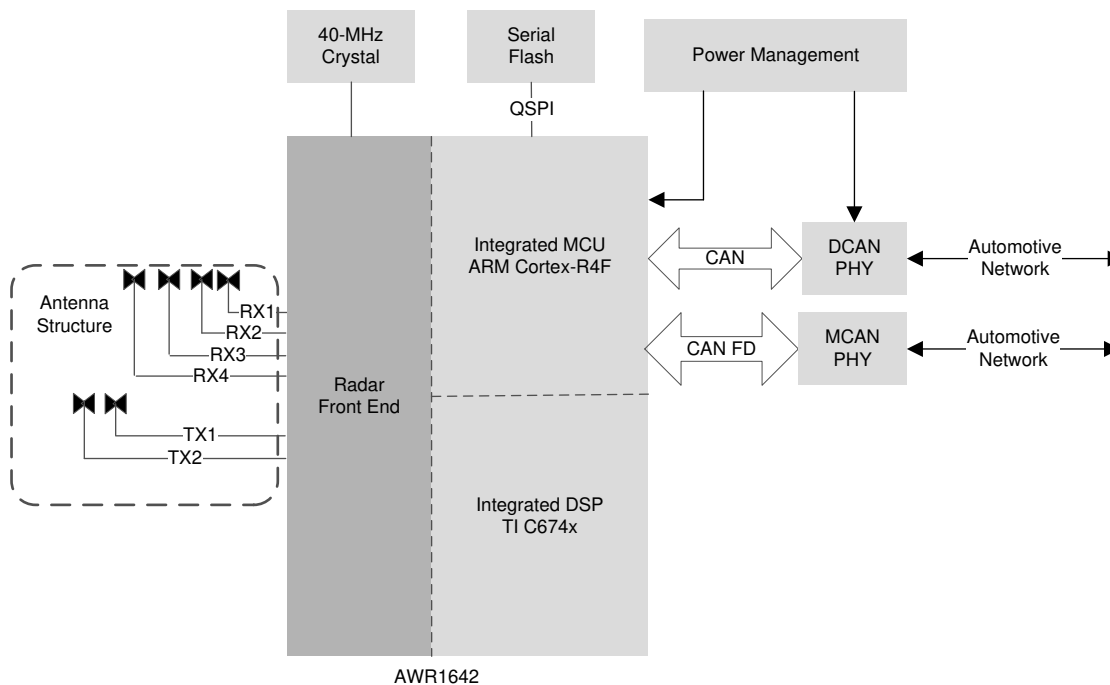 40-MHz
Crystal
Serial
Flash
Power Management
QSPI
Integrated MCU
ARM Cortex-R4F
CAN
DCAN
PHY
Automotive
Network
Antenna
Structure
RX1
RX2
RX3
RX4
CAN FD
MCAN
PHY
Automotive
Network
Radar
Front End
TX1
TX2
Integrated DSP
TI C674x
AWR1642